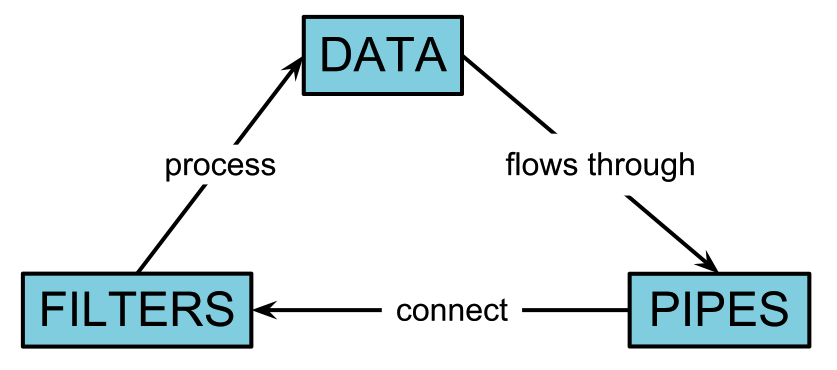 DATA
process
flows through
FILTERS
connect
PIPES